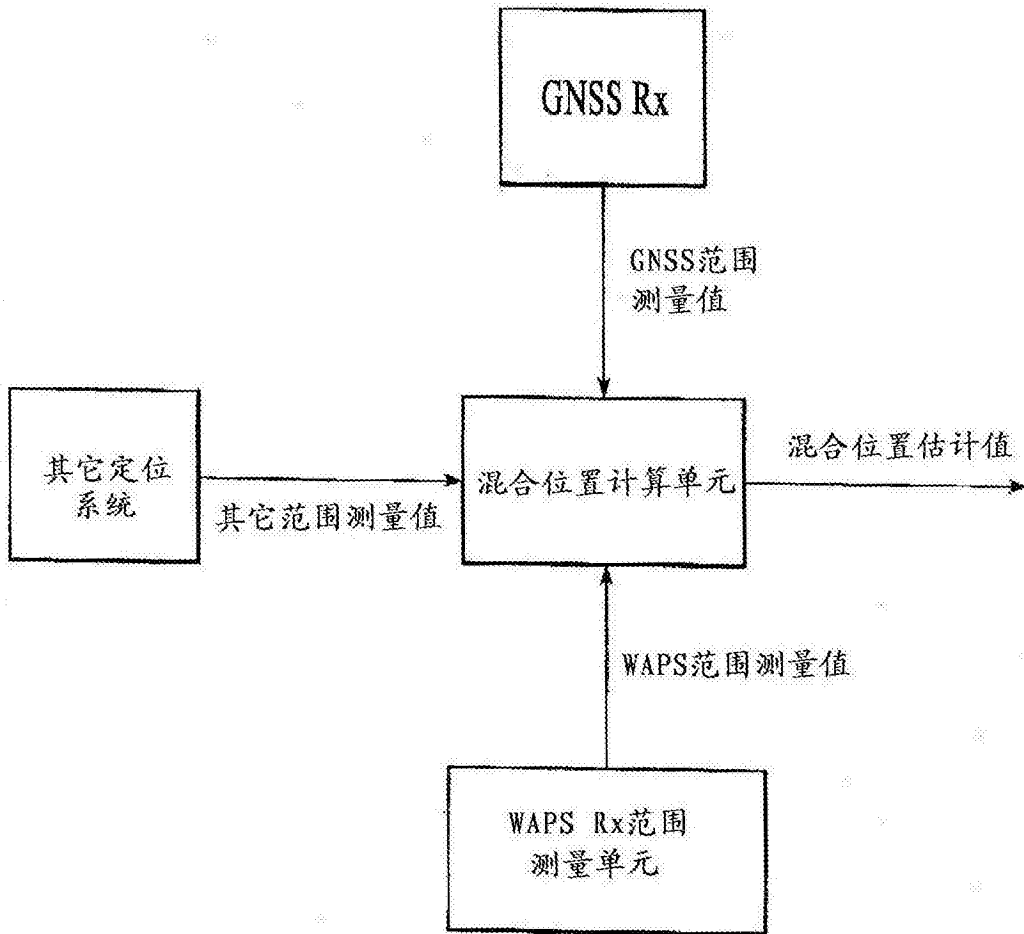 GNSS Rx
GNSS范围
测量值
其它定位
系统
其它范围测量值
混合位置计算单元
混合位置估计值
WAPS范围测量值
WAPS Rx范围
测量单元